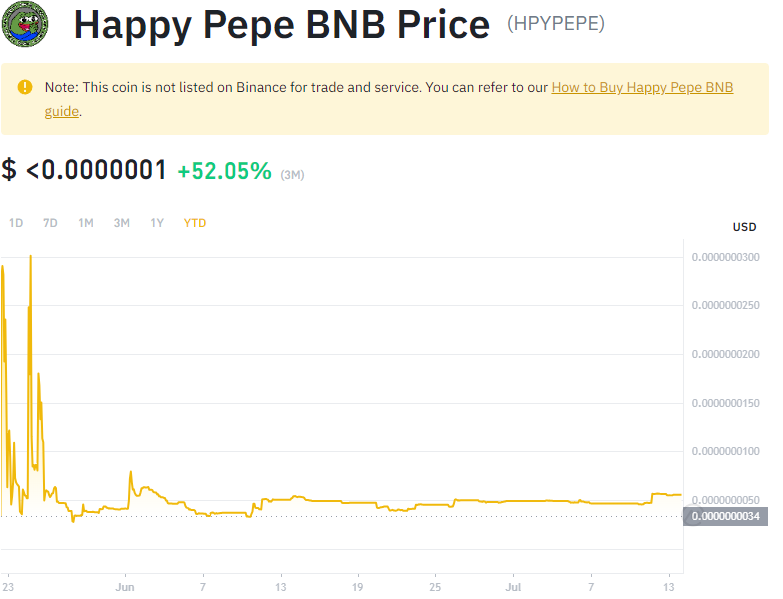 Happy Pepe BNB Price (HPYPEPE)
Note: This coin is not listed on Binance for trade and service. You can refer to our How to Buy Happy Pepe BNB
guide.
$ <0.0000001 +52.05% (3M)
1D 7D 1M 3M 1Y YTD
USD
0.0000000300
0.0000000250
0.0000000200
0.0000000150
0.0000000100
0.0000000050
0.0000000034
23 Jun 7 13 19 25 Jul 7 13